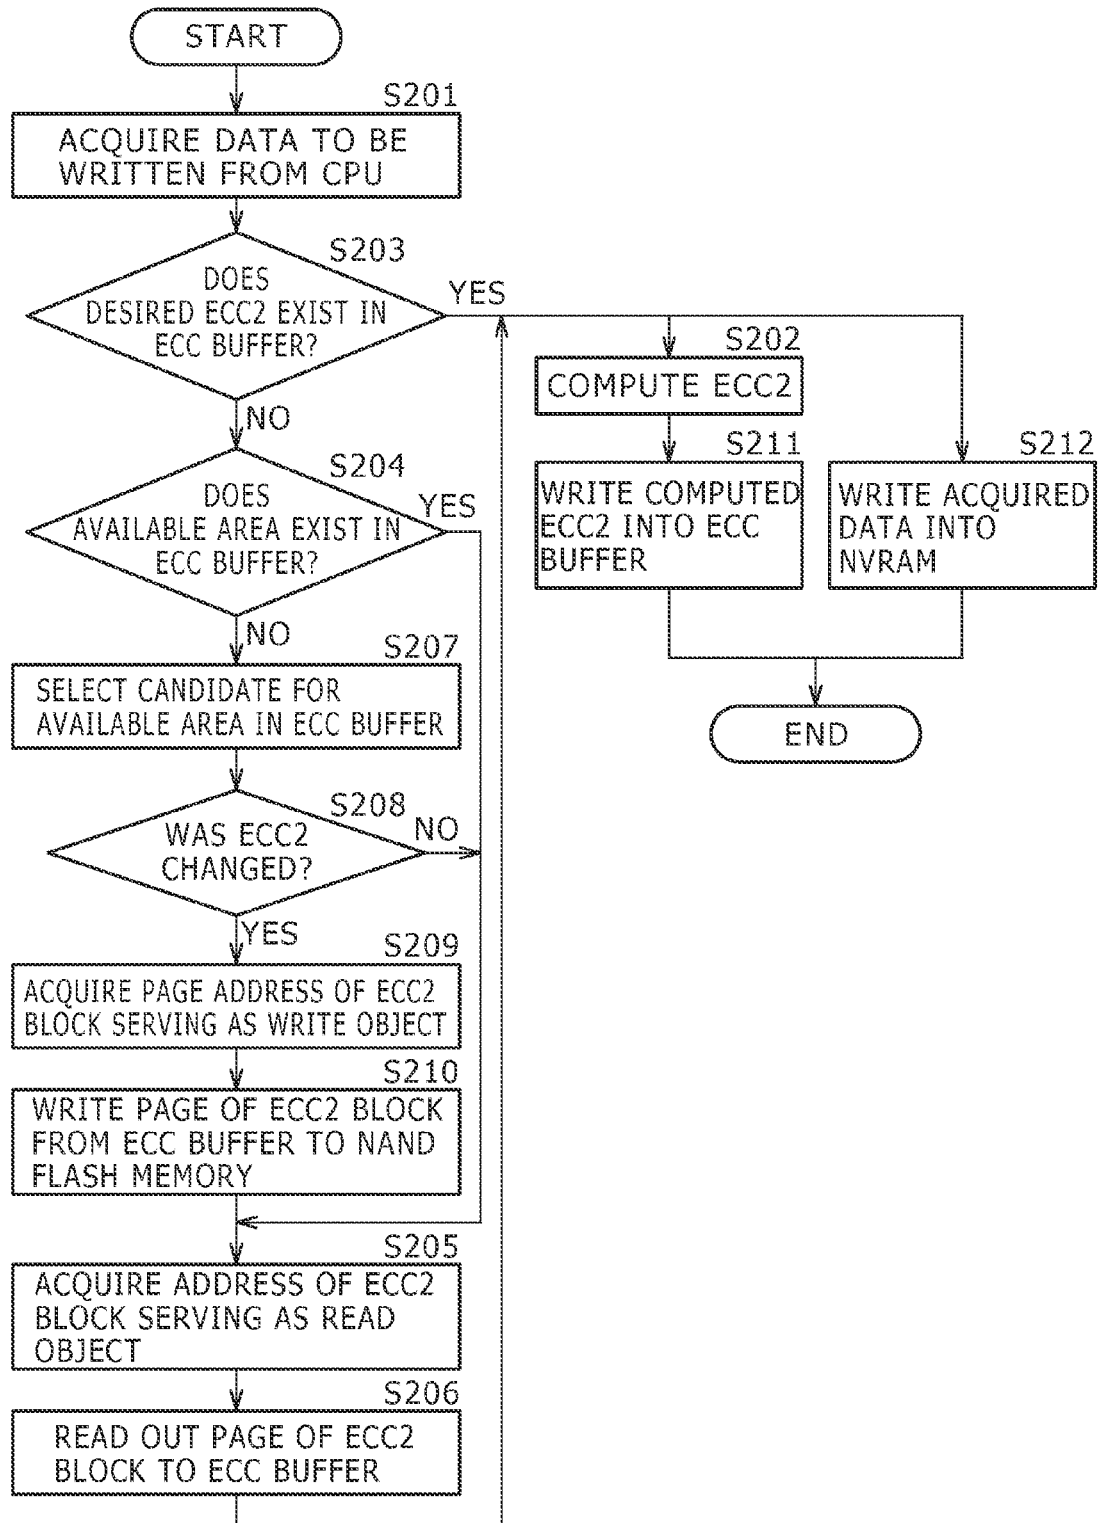 START
S201
ACQUIRE DATA TO BE
WRITTEN FROM CPU
S203
DOES
DESIRED ECC2 EXIST IN
ECC BUFFER?
YES
NO
S204
DOES
AVAILABLE AREA EXIST IN
ECC BUFFER?
YES
NO
S207
SELECT CANDIDATE FOR
AVAILABLE AREA IN ECC BUFFER
S208
WAS ECC2
CHANGED?
NO
YES
S209
ACQUIRE PAGE ADDRESS OF ECC2
BLOCK SERVING AS WRITE OBJECT
S210
WRITE PAGE OF ECC2 BLOCK
FROM ECC BUFFER TO NAND
FLASH MEMORY
S205
ACQUIRE ADDRESS OF ECC2
BLOCK SERVING AS READ
OBJECT
S206
READ OUT PAGE OF ECC2
BLOCK TO ECC BUFFER
S202
COMPUTE ECC2
S211
WRITE COMPUTED
ECC2 INTO ECC
BUFFER
S212
WRITE ACQUIRED
DATA INTO
NVRAM
END